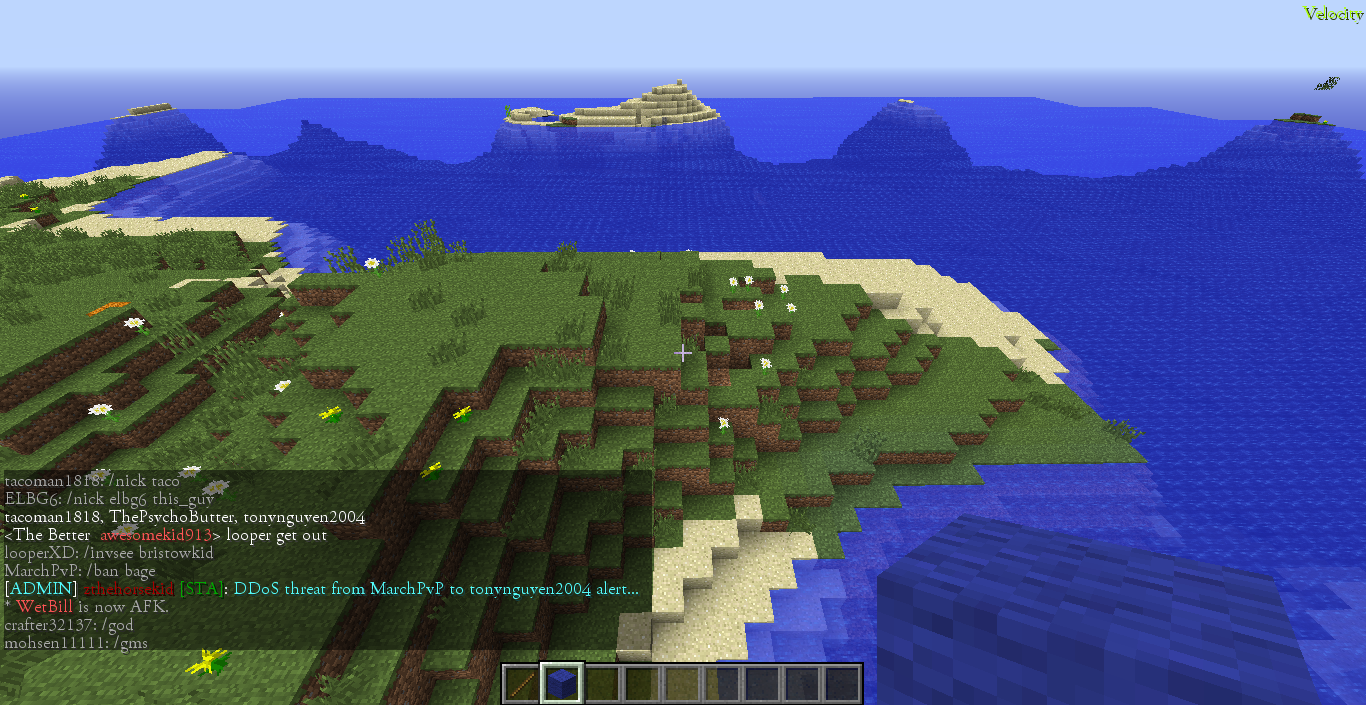 Velocity
tacoman1818: /nick taco
ELBG6: /nick elbg6 this_guy
tacoman1818, ThePsychoButter, tonynguyen2004
<The Better awesomekid913> looper get out
looperXD: /invsee bristowkid
MarchPvP: /ban bage
[ADMIN] [STA]: DDoS threat from MarchPvP to tonynguyen2004 alert...
* WetBill is now AFK.
crafter32137: /god
mohsen11111: /gms